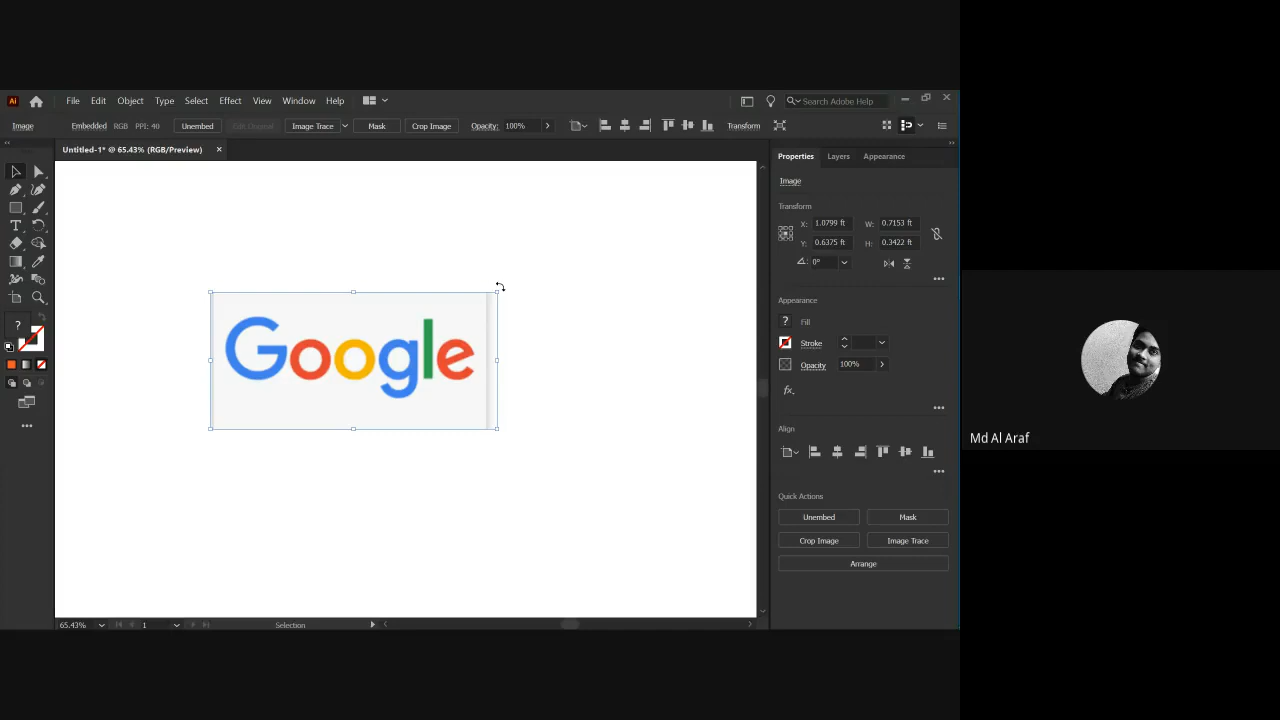 Ai File Edit Object Type Select Effect View Window Help Search Adobe Help
Image Embedded RGB PPI: 40 Unembed Edit Original Image Trace Mask Crop Image Opacity: 100% Transform
Untitled-1* @ 65.43% (RGB/Preview) ×
Properties Layers Appearance
Image
Transform
X: 1.0799 ft W: 0.7153 ft
Y: 0.6375 ft H: 0.3422 ft
0°
Appearance
? Fill
Stroke
Opacity 100%
fx.
Align
Quick Actions
Unembed Mask
Crop Image Image Trace
Arrange
T
?
Google
65.43% 1 Selection
Md Al Araf